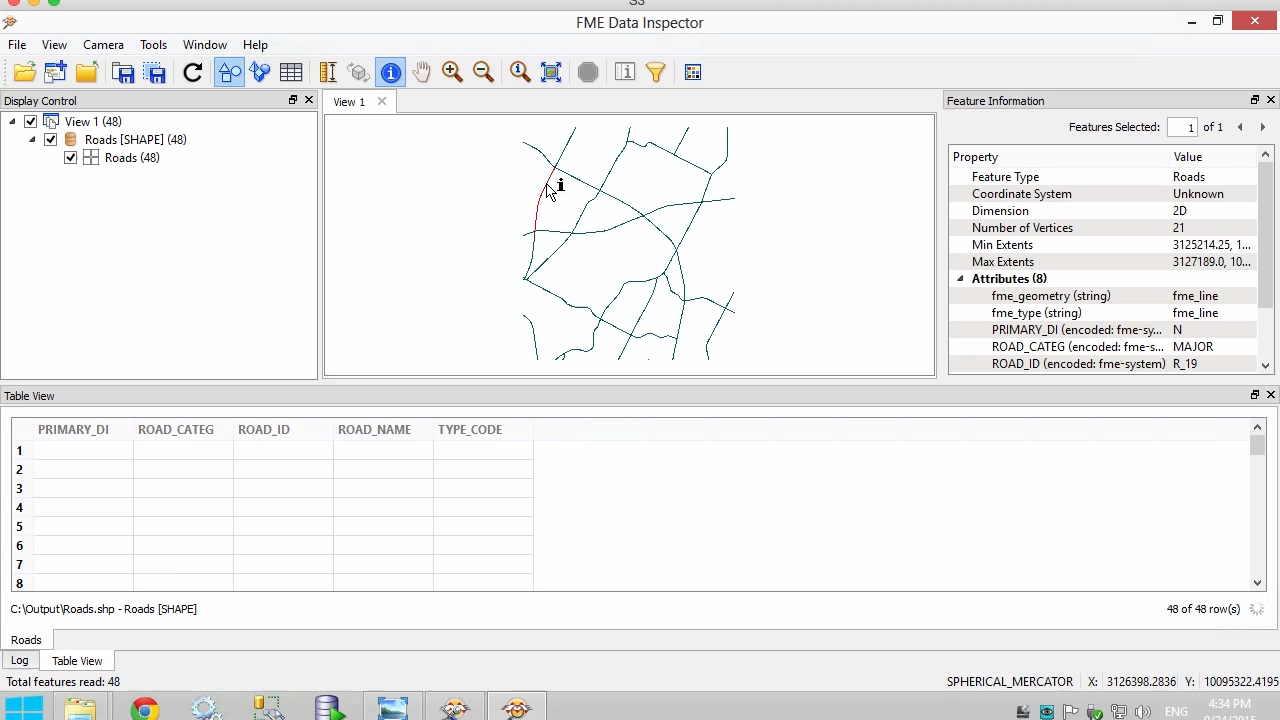 FME Data Inspector
File View Camera Tools Window Help
Display Control
View 1
Feature Information
View 1 (48)
Roads [SHAPE] (48)
Roads (48)
Features Selected: 1 of 1
Property Value
Feature Type Roads
Coordinate System Unknown
Dimension 2D
Number of Vertices 21
Min Extents 3125214.25, 1...
Max Extents 3127189.0, 10...
Attributes (8)
fme_geometry (string) fme_line
fme_type (string) fme_line
PRIMARY_DI (encoded: fme-sy... N
ROAD_CATEG (encoded: fme-s... MAJOR
ROAD_ID (encoded: fme-system) R_19
Table View
PRIMARY_DI ROAD_CATEG ROAD_ID ROAD_NAME TYPE_CODE
1
2
3
4
5
6
7
8
C:\Output\Roads.shp - Roads [SHAPE] 48 of 48 row(s)
Roads
Log Table View
Total features read: 48 SPHERICAL_MERCATOR X: 3126398.2836 Y: 10095322.4195
ENG 4:34 PM